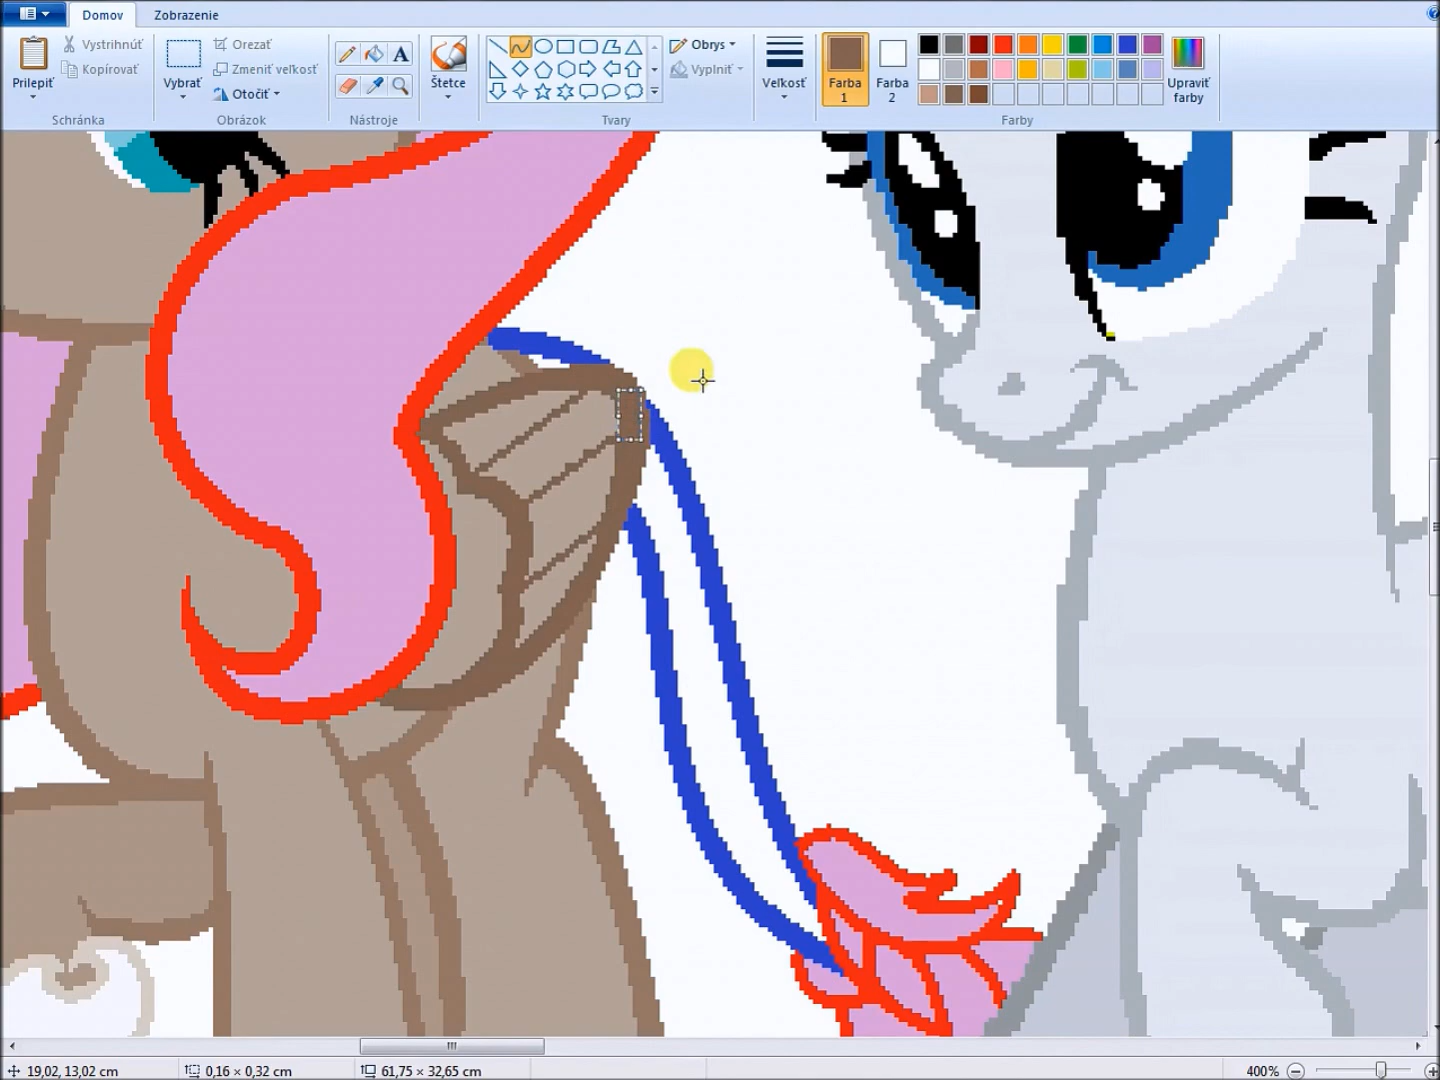 Domov
Zobrazenie
Prilepiť
Vystrihnúť
Kopírovať
Schránka
Vybrať
Orezať
Zmeniť veľkosť
Otočiť
Obrázok
A
Nástroje
Štetce
Obrys
Vyplniť
Tvary
Veľkosť
Farba 1
Farba 2
Upraviť farby
Farby
19,02, 13,02 cm
0,16 × 0,32 cm
61,75 × 32,65 cm
400%